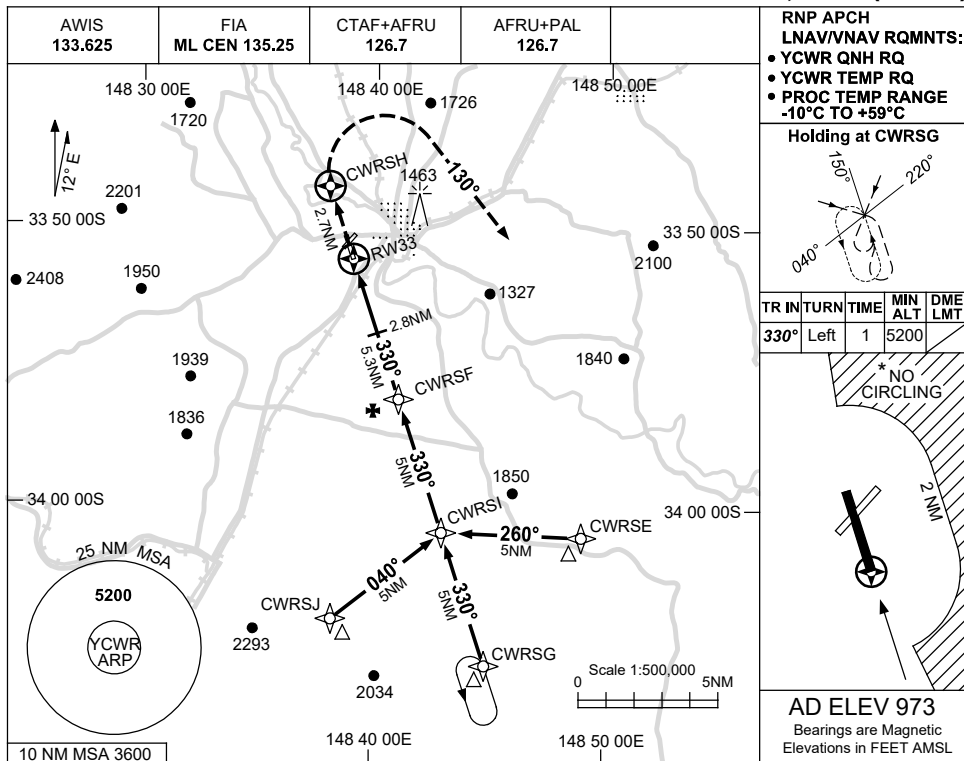 AWIS
133.625
FIA
ML CEN 135.25
CTAF+AFRU
126.7
AFRU+PAL
126.7
RNP APCH
LNAV/VNAV RQMNTS:
● YCWR QNH RQ
● YCWR TEMP RQ
● PROC TEMP RANGE
-10°C TO +59°C
Holding at CWRSG
150°
220°
040°
TR IN
TURN
TIME
MIN ALT
DME LMT
330°
Left
1
5200
* NO
CIRCLING
2 NM
AD ELEV 973
Bearings are Magnetic
Elevations in FEET AMSL
148 30 00E
148 40 00E
148 50 00E
1720
1726
12° E
CWRSH
1463
130°
2201
33 50 00S
2.7NM
RW33
33 50 00S
2100
2408
1950
1327
2.8NM
330°
5.3NM
1939
CWRSF
1840
1836
330°
5NM
1850
34 00 00S
CWRSI
34 00 00S
260°
5NM
CWRSE
25 NM MSA
5200
YCWR
ARP
040°
5NM
330°
5NM
CWRSJ
2293
CWRSG
2034
Scale 1:500,000
0
5NM
148 40 00E
148 50 00E
10 NM MSA 3600